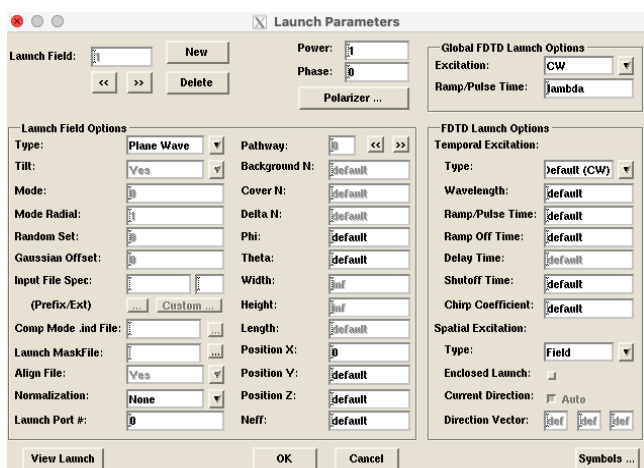 Launch Parameters
Launch Field: 1 New
<< >> Delete
Power: 1
Phase: 0
Polarizer ...
Global FDTD Launch Options
Excitation: CW
Ramp/Pulse Time: lambda
Launch Field Options
Type: Plane Wave
Tilt: Yes
Mode: 0
Mode Radial: 1
Random Set: 0
Gaussian Offset: 0
Input File Spec:
(Prefix/Ext) ... Custom ...
Comp Mode .ind File: ...
Launch MaskFile: ...
Align File: Yes
Normalization: None
Launch Port #: 0
Pathway: 0 << >>
Background N: default
Cover N: default
Delta N: default
Phi: default
Theta: default
Width: inf
Height: inf
Length: default
Position X: 0
Position Y: default
Position Z: default
Neff: default
FDTD Launch Options
Temporal Excitation:
Type: efault (CW)
Wavelength: default
Ramp/Pulse Time: default
Ramp Off Time: default
Delay Time: default
Shutoff Time: default
Chirp Coefficient: default
Spatial Excitation:
Type: Field
Enclosed Launch:
Current Direction: Auto
Direction Vector: def def def
View Launch OK Cancel Symbols ...